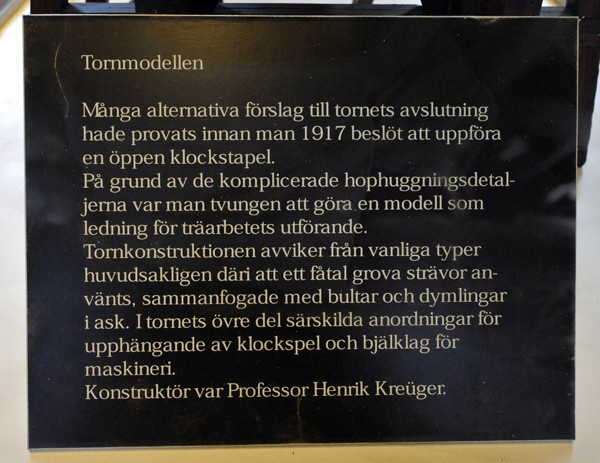 Tornmodellen
Många alternativa förslag till tornets avslutning
hade provats innan man 1917 beslöt att uppföra
en öppen klockstapel.
På grund av de komplicerade hophuggningsdetal-
jerna var man tvungen att göra en modell som
ledning för träarbetets utförande.
Tornkonstruktionen avviker från vanliga typer
huvudsakligen däri att ett fåtal grova strävor an-
vänts, sammanfogade med bultar och dymlingar
i ask. I tornets övre del särskilda anordningar för
upphängande av klockspel och bjälklag för
maskineri.
Konstruktör var Professor Henrik Kreüger.